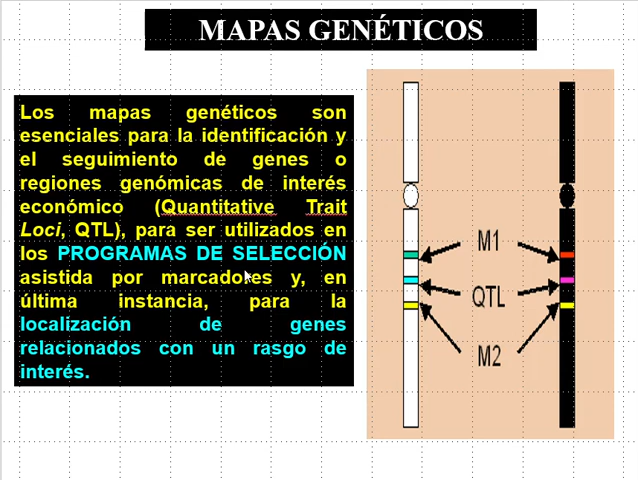 MAPAS GENÉTICOS
Los mapas genéticos son
esenciales para la identificación y
el seguimiento de genes o
regiones genómicas de interés
económico (Quantitative Trait
Loci, QTL), para ser utilizados en
los PROGRAMAS DE SELECCIÓN
asistida por marcadores y, en
última instancia, para la
localización de genes
relacionados con un rasgo de
interés.
M1
QTL
M2